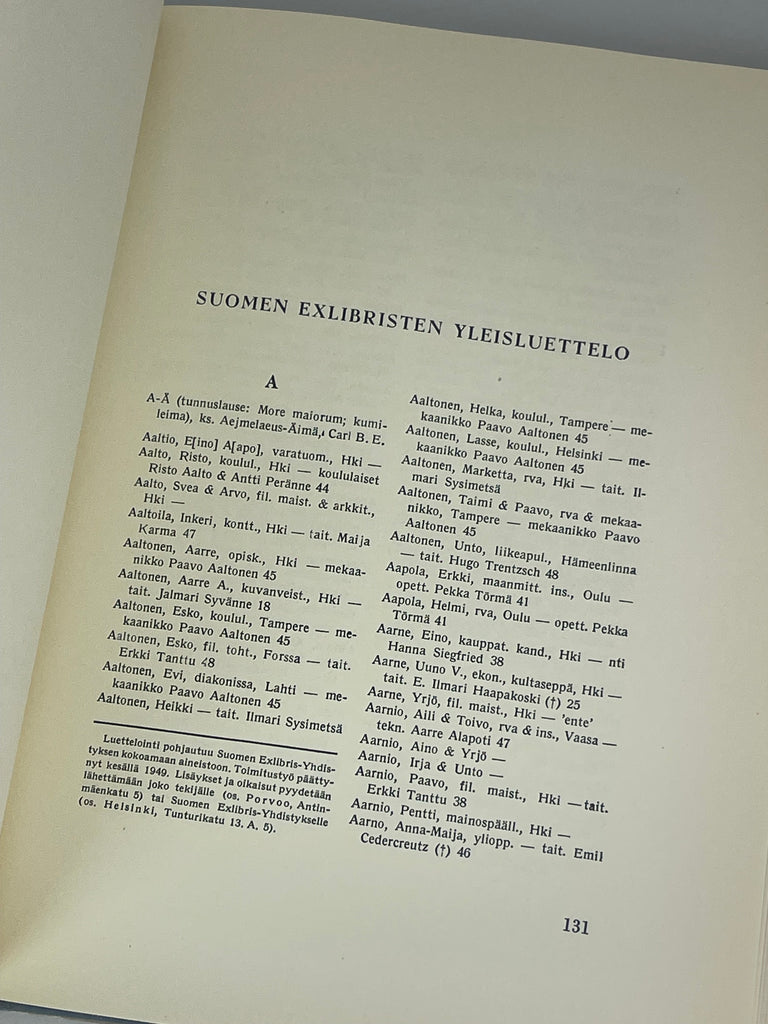 SUOMEN EXLIBRISTEN YLEISLUETTELO
A
A-Ä (tunnuslause: More maiorum; kumi-
leima), ks. Aejmelaeus-Äimä, Carl B. E.
Aaltio, E[ino] A[apo], varatuom., Hki —
Aalto, Risto, koulul., Hki — koululaiset
Risto Aalto & Antti Peränne 44
Aalto, Svea & Arvo, fil. maist. & arkkit.,
Hki —
Aaltoila, Inkeri, kontt., Hki — tait. Maija
Karma 47
Aaltonen, Aarre, opisk., Hki — mekaa-
nikko Paavo Aaltonen 45
Aaltonen, Aarre A., kuvanveist., Hki —
tait. Jalmari Syvänne 18
Aaltonen, Esko, koulul., Tampere — me-
kaanikko Paavo Aaltonen 45
Aaltonen, Esko, fil. toht., Forssa — tait.
Erkki Tanttu 48
Aaltonen, Evi, diakonissa, Lahti — me-
kaanikko Paavo Aaltonen 45
Aaltonen, Heikki — tait. Ilmari Sysimetsä
Luettelointi pohjautuu Suomen Exlibris-Yhdis-
tyksen kokoamaan aineistoon. Toimitustyö päätty-
nyt kesällä 1949. Lisäykset ja oikaisut pyydetään
lähettämään joko tekijälle (os. Porvoo, Antin-
mäenkatu 5) tai Suomen Exlibris-Yhdistykselle
(os. Helsinki, Tunturikatu 13. A. 5).
Aaltonen, Helka, koulul., Tampere — me-
kaanikko Paavo Aaltonen 45
Aaltonen, Lasse, koulul., Helsinki — me-
kaanikko Paavo Aaltonen 45
Aaltonen, Marketta, rva, Hki — tait. Il-
mari Sysimetsä
Aaltonen, Taimi & Paavo, rva & mekaa-
nikko, Tampere — mekaanikko Paavo
Aaltonen 45
Aaltonen, Unto, liikeapul., Hämeenlinna
— tait. Hugo Trentzsch 48
Aapola, Erkki, maanmitt. ins., Oulu —
opett. Pekka Törmä 41
Aapola, Helmi, rva, Oulu — opett. Pekka
Törmä 41
Aarne, Eino, kauppat. kand., Hki — nti
Hanna Siegfried 38
Aarne, Uuno V., ekon., kultaseppä, Hki —
tait. E. Ilmari Haapakoski (†) 25
Aarne, Yrjö, fil. maist., Hki — 'ente'
Aarnio, Aili & Toivo, rva & ins., Vaasa —
tekn. Aarre Alapoti 47
Aarnio, Aino & Yrjö —
Aarnio, Irja & Unto —
Aarnio, Paavo, fil. maist., Hki — tait.
Erkki Tanttu 38
Aarnio, Pentti, mainospääll., Hki —
Aarno, Anna-Maija, yliopp. — tait. Emil
Cedercreutz (†) 46
131